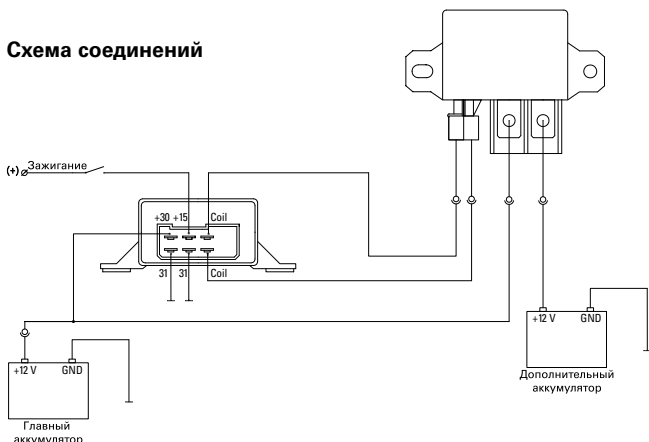 Схема соединений
(+) Зажигание
+30 +15 Coil
31 31 Coil
+12 V GND
Дополнительный
аккумулятор
+12 V GND
Главный
аккумулятор